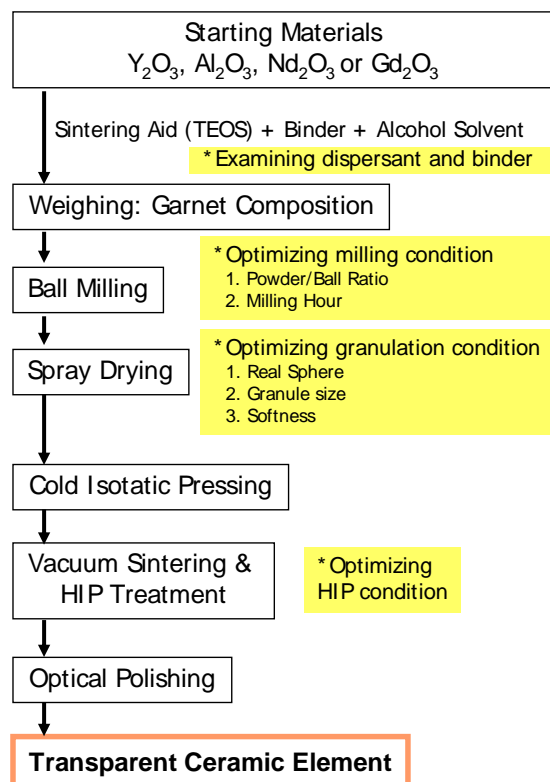 Starting Materials
Y₂O₃, Al₂O₃, Nd₂O₃ or Gd₂O₃
Sintering Aid (TEOS) + Binder + Alcohol Solvent
*Examining dispersant and binder
Weighing: Garnet Composition
*Optimizing milling condition
1. Powder/Ball Ratio
2. Milling Hour
Ball Milling
*Optimizing granulation condition
1. Real Sphere
2. Granule size
3. Softness
Spray Drying
Cold Isotatic Pressing
Vacuum Sintering &
HIP Treatment
*Optimizing
HIP condition
Optical Polishing
Transparent Ceramic Element